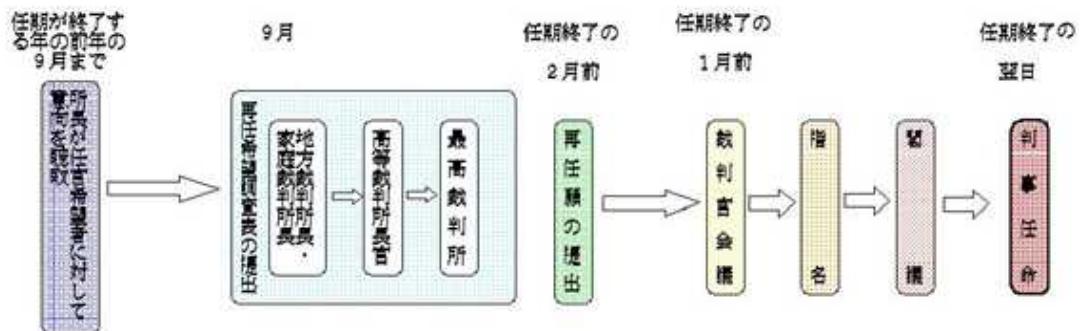 任期が終了す
る年の前年の
9月まで
所長が任官希望者に対して
意向を聴取
9月
再任希望調査表の提出
地方裁判所長・
家庭裁判所長
高等裁判所長官
最高裁判所
任期終了の
2月前
再任願の提出
任期終了の
1月前
裁判官会議
指名
閣議
任期終了の
翌日
判事任命